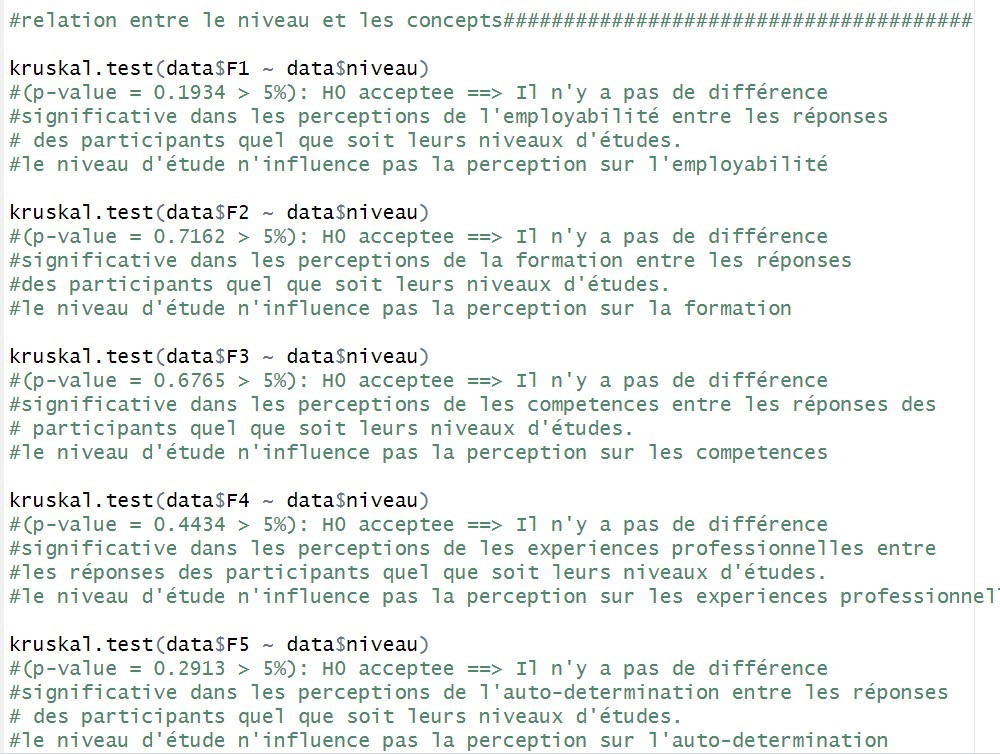 #relation entre le niveau et les concepts#######################################
kruskal.test(data$F1 ~ data$niveau)
#(p-value = 0.1934 > 5%): H0 acceptee ==> Il n'y a pas de différence
#significative dans les perceptions de l'employabilité entre les réponses
# des participants quel que soit leurs niveaux d'études.
#le niveau d'étude n'influence pas la perception sur l'employabilité
kruskal.test(data$F2 ~ data$niveau)
#(p-value = 0.7162 > 5%): H0 acceptee ==> Il n'y a pas de différence
#significative dans les perceptions de la formation entre les réponses
#des participants quel que soit leurs niveaux d'études.
#le niveau d'étude n'influence pas la perception sur la formation
kruskal.test(data$F3 ~ data$niveau)
#(p-value = 0.6765 > 5%): H0 acceptee ==> Il n'y a pas de différence
#significative dans les perceptions de les competences entre les réponses des
# participants quel que soit leurs niveaux d'études.
#le niveau d'étude n'influence pas la perception sur les competences
kruskal.test(data$F4 ~ data$niveau)
#(p-value = 0.4434 > 5%): H0 acceptee ==> Il n'y a pas de différence
#significative dans les perceptions de les experiences professionnelles entre
#les réponses des participants quel que soit leurs niveaux d'études.
#le niveau d'étude n'influence pas la perception sur les experiences professionnell
kruskal.test(data$F5 ~ data$niveau)
#(p-value = 0.2913 > 5%): H0 acceptee ==> Il n'y a pas de différence
#significative dans les perceptions de l'auto-determination entre les réponses
# des participants quel que soit leurs niveaux d'études.
#le niveau d'étude n'influence pas la perception sur l'auto-determination